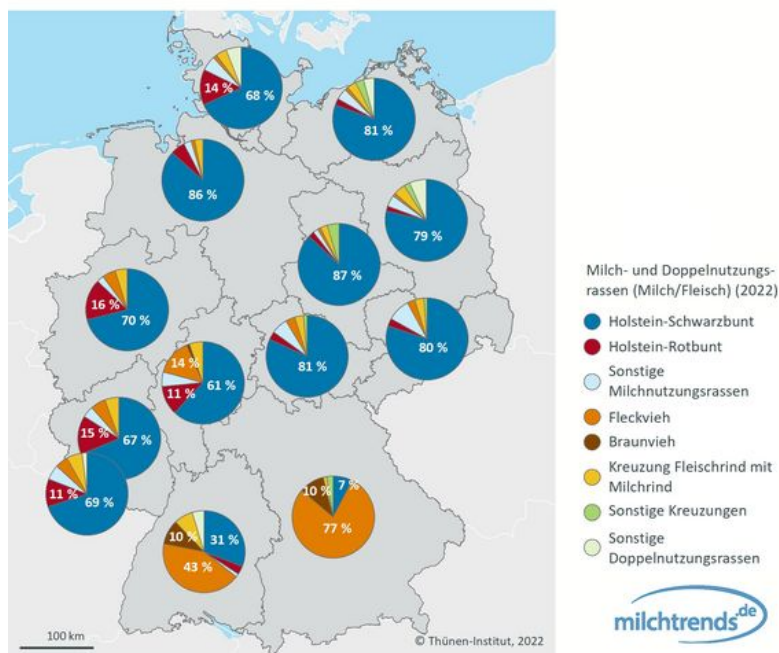 14 %
68 %
81 %
86 %
79 %
87 %
16 %
70 %
81 %
80 %
14 %
61 %
11 %
15 %
67 %
11 %
69 %
10 %
31 %
43 %
10 %
7 %
77 %
100 km
© Thünen-Institut, 2022
Milch- und Doppelnutzungs-
rassen (Milch/Fleisch) (2022)
Holstein-Schwarzbunt
Holstein-Rotbunt
Sonstige
Milchnutzungsrassen
Fleckvieh
Braunvieh
Kreuzung Fleischrind mit
Milchrind
Sonstige Kreuzungen
Sonstige
Doppelnutzungsrassen
milchtrends.de